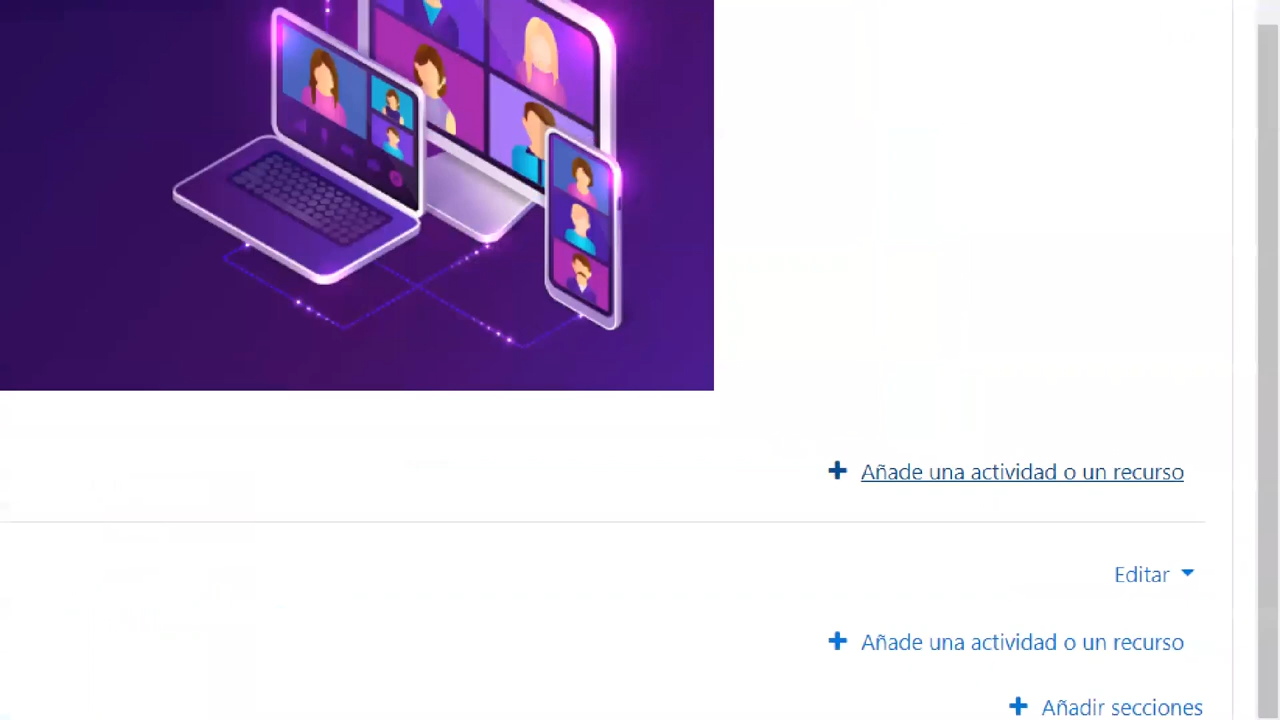 Añade una actividad o un recurso
Editar
Añade una actividad o un recurso
Añadir secciones